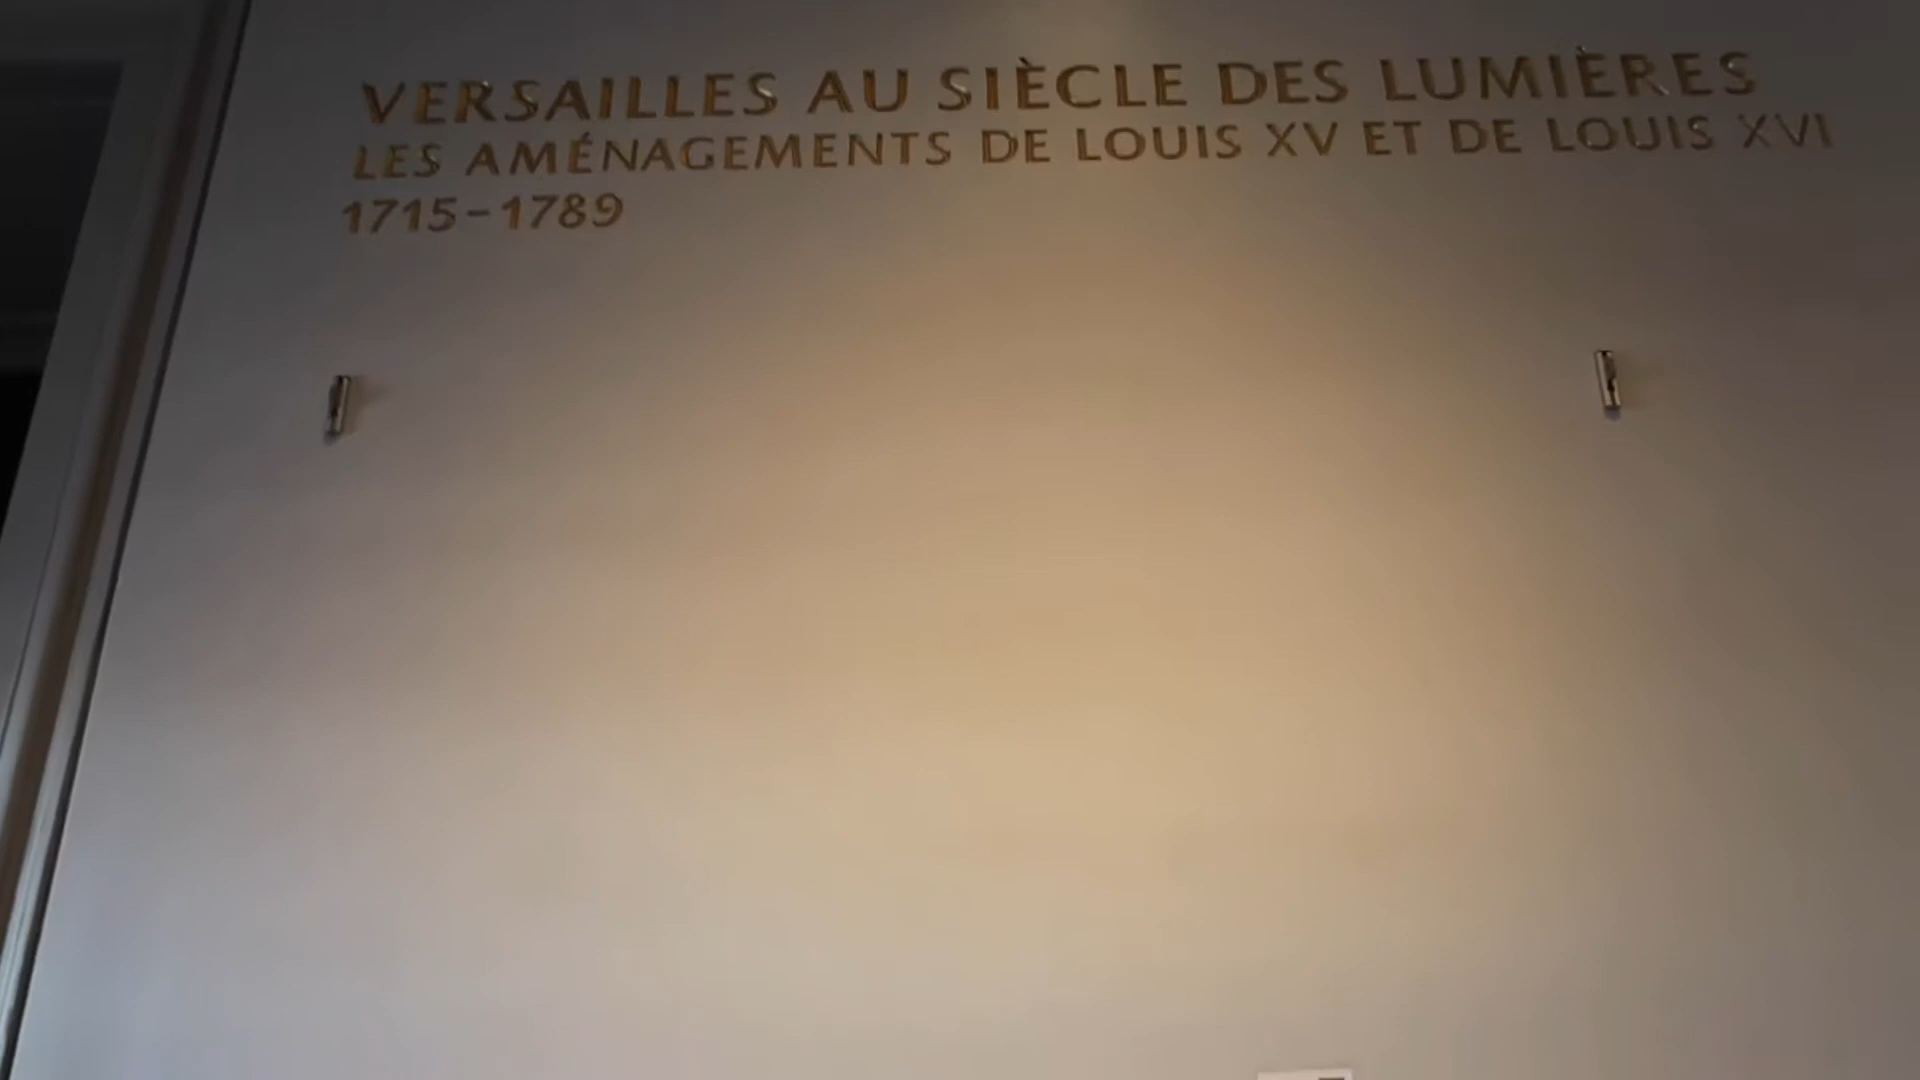 VERSAILLES AU SIÈCLE DES LUMIÈRES
LES AMÉNAGEMENTS DE LOUIS XV ET DE LOUIS XVI
1715–1789